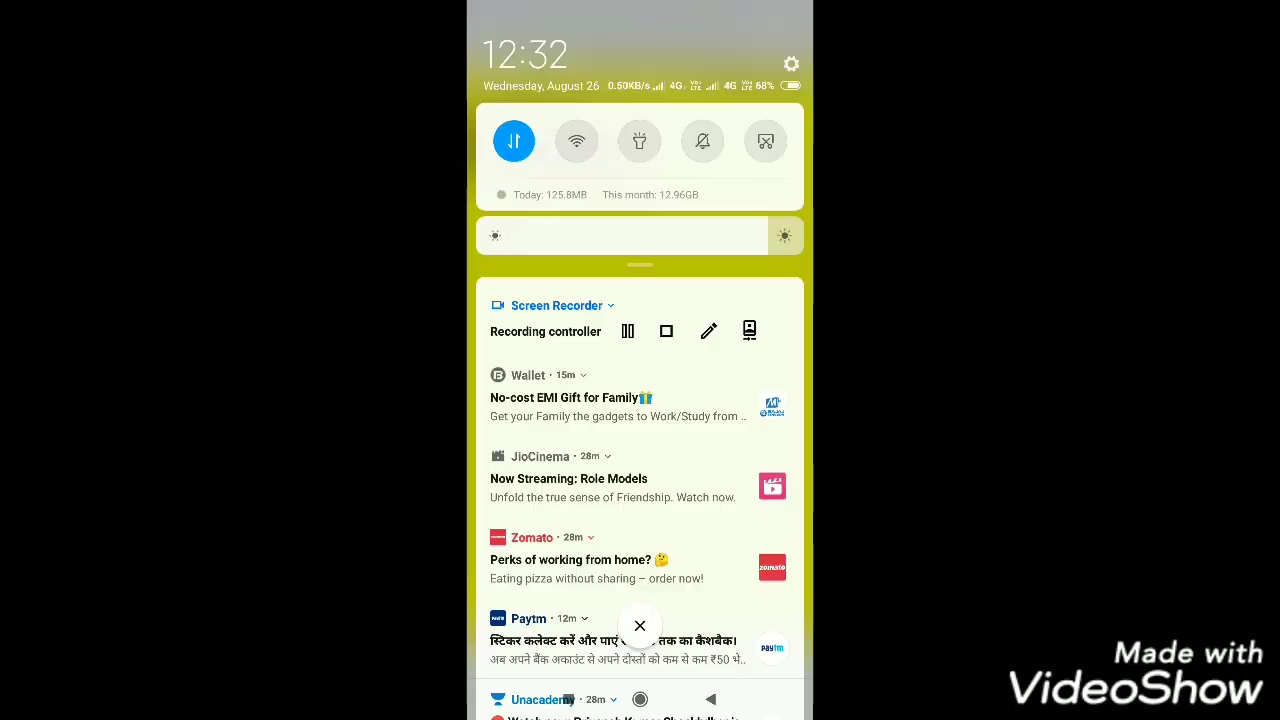 12:32
Wednesday, August 26 0.50KB/s 4G Vo LTE 4G Vo LTE 68%
Today: 125.8MB This month: 12.96GB
Screen Recorder
Recording controller
Wallet · 15m
No-cost EMI Gift for Family🎁
Get your Family the gadgets to Work/Study from ..
JioCinema · 28m
Now Streaming: Role Models
Unfold the true sense of Friendship. Watch now.
Zomato · 28m
Perks of working from home? 🤔
Eating pizza without sharing – order now!
zomato
Paytm · 12m
स्टिकर कलेक्ट करें और पाएं तक का कैशबैक।
अब अपने बैंक अकाउंट से अपने दोस्तों को कम से कम ₹50 भे..
paytm
Unacademy · 28m
Made with
VideoShow